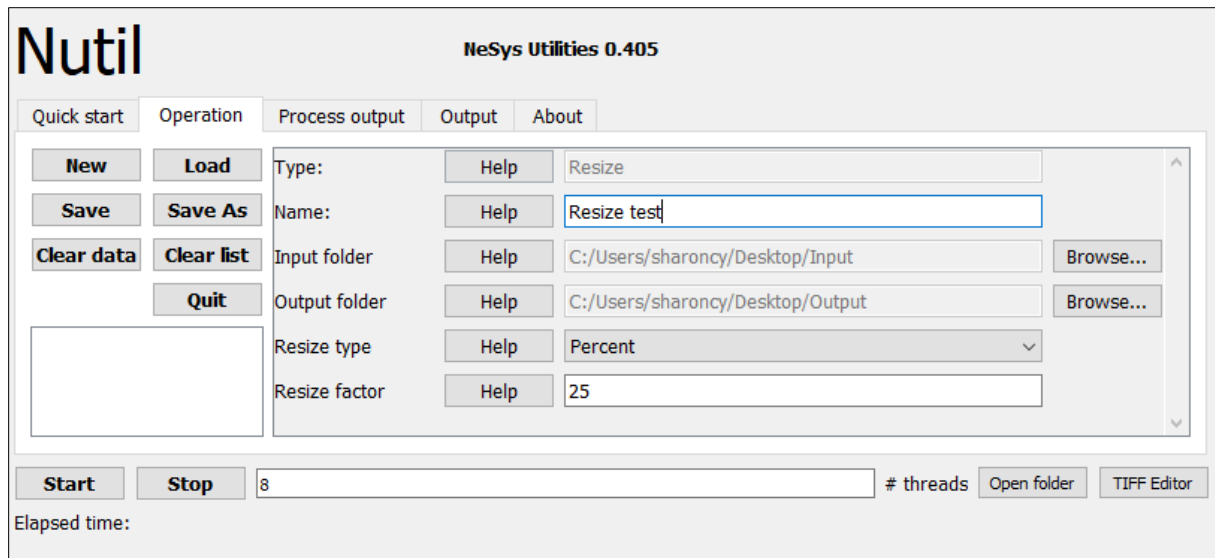 Nutil
NeSys Utilities 0.405
Quick start Operation Process output Output About
New Load Type: Help Resize
Save Save As Name: Help Resize test
Clear data Clear list Input folder Help C:/Users/sharoncy/Desktop/Input Browse...
Quit Output folder Help C:/Users/sharoncy/Desktop/Output Browse...
Resize type Help Percent
Resize factor Help 25
Start Stop 8 # threads Open folder TIFF Editor
Elapsed time: